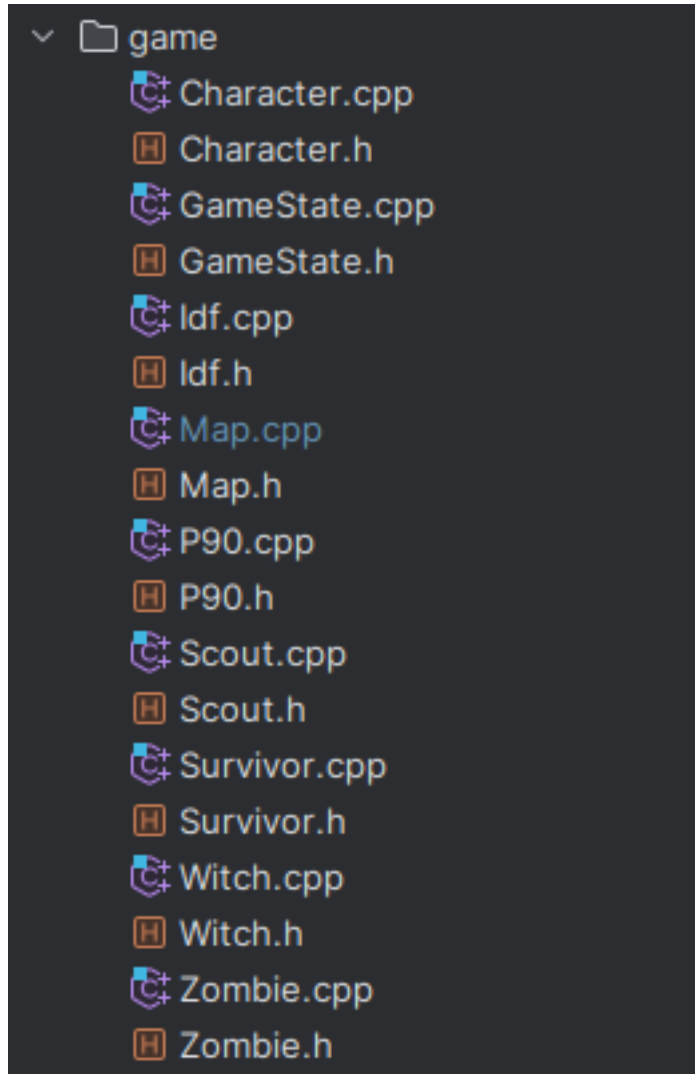 game
Character.cpp
Character.h
GameState.cpp
GameState.h
Idf.cpp
Idf.h
Map.cpp
Map.h
P90.cpp
P90.h
Scout.cpp
Scout.h
Survivor.cpp
Survivor.h
Witch.cpp
Witch.h
Zombie.cpp
Zombie.h